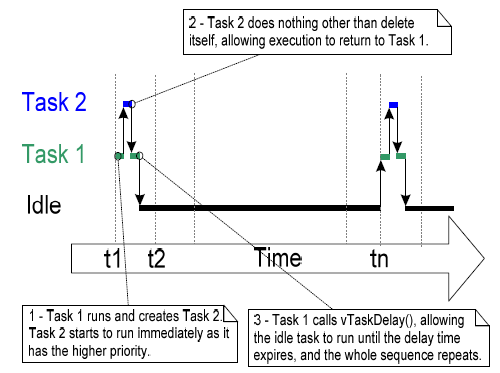 2 - Task 2 does nothing other than delete
itself, allowing execution to return to Task 1.
Task 2
Task 1
Idle
t1
t2
Time
tn
1 - Task 1 runs and creates Task 2.
Task 2 starts to run immediately as it
has the higher priority.
3 - Task 1 calls vTaskDelay(), allowing
the idle task to run until the delay time
expires, and the whole sequence repeats.